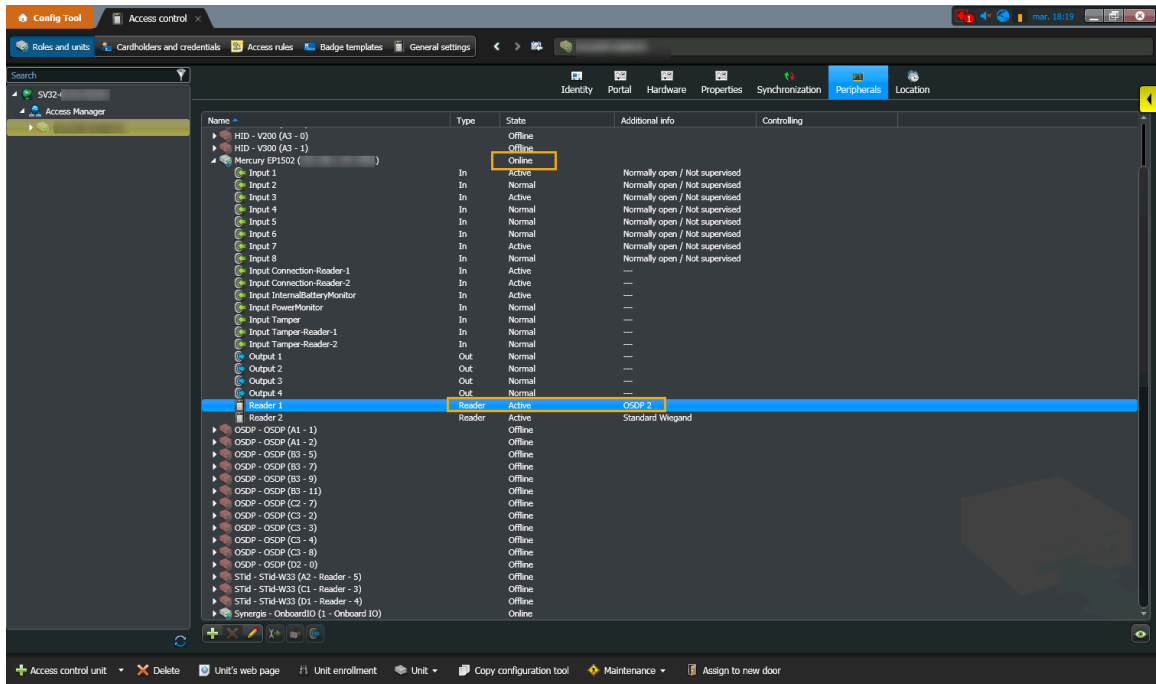 Config Tool Access control × 1 mar. 18:19
Roles and units Cardholders and credentials Access rules Badge templates General settings
Search
SV32-
Access Manager
Identity Portal Hardware Properties Synchronization Peripherals Location
Name Type State Additional info Controlling
HID - V200 (A3 - 0) Offline
HID - V300 (A3 - 1) Offline
Mercury EP1502 ( ) Online
Input 1 In Active Normally open / Not supervised
Input 2 In Normal Normally open / Not supervised
Input 3 In Active Normally open / Not supervised
Input 4 In Normal Normally open / Not supervised
Input 5 In Normal Normally open / Not supervised
Input 6 In Normal Normally open / Not supervised
Input 7 In Active Normally open / Not supervised
Input 8 In Normal Normally open / Not supervised
Input Connection-Reader-1 In Active —
Input Connection-Reader-2 In Active —
Input InternalBatteryMonitor In Active —
Input PowerMonitor In Normal —
Input Tamper In Normal —
Input Tamper-Reader-1 In Normal —
Input Tamper-Reader-2 In Normal —
Output 1 Out Normal —
Output 2 Out Normal —
Output 3 Out Normal —
Output 4 Out Normal —
Reader 1 Reader Active OSDP 2
Reader 2 Reader Active Standard Wiegand
OSDP - OSDP (A1 - 1) Offline
OSDP - OSDP (A1 - 2) Offline
OSDP - OSDP (B3 - 5) Offline
OSDP - OSDP (B3 - 7) Offline
OSDP - OSDP (B3 - 9) Offline
OSDP - OSDP (B3 - 11) Offline
OSDP - OSDP (C2 - 7) Offline
OSDP - OSDP (C3 - 2) Offline
OSDP - OSDP (C3 - 3) Offline
OSDP - OSDP (C3 - 4) Offline
OSDP - OSDP (C3 - 8) Offline
OSDP - OSDP (D2 - 0) Offline
STid - STid-W33 (A2 - Reader - 5) Offline
STid - STid-W33 (C1 - Reader - 3) Offline
STid - STid-W33 (D1 - Reader - 4) Offline
Synergis - OnboardIO (1 - Onboard IO) Online
Access control unit Delete Unit's web page Unit enrollment Unit Copy configuration tool Maintenance Assign to new door